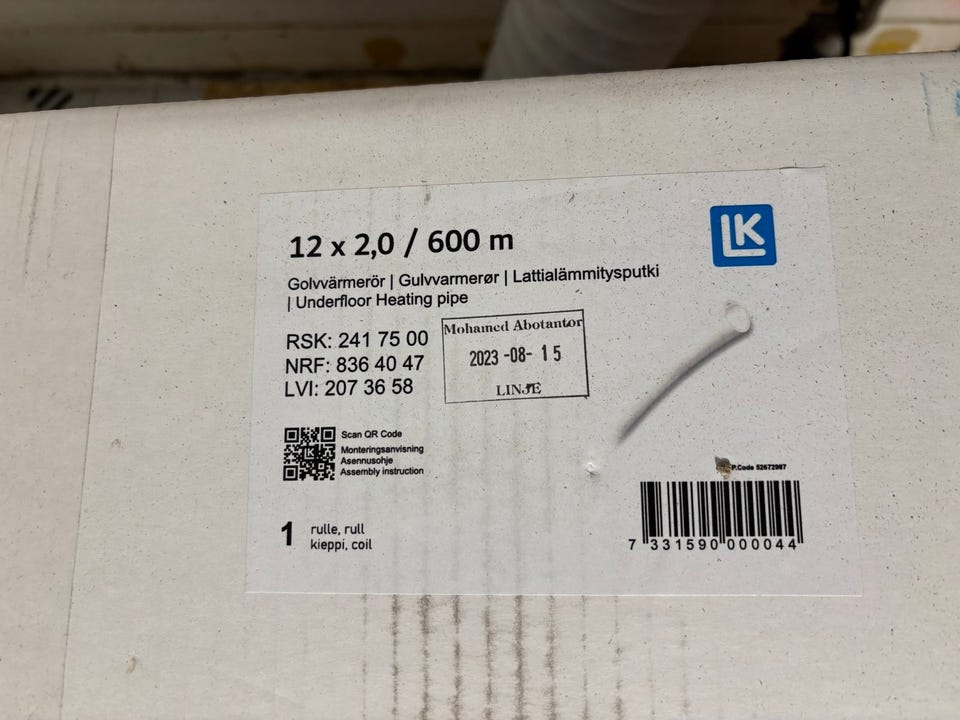 12 x 2,0 / 600 m
LK
Golvvärmerör | Gulvvarmerør | Lattialämmitysputki
| Underfloor Heating pipe
RSK: 241 75 00
NRF: 836 40 47
LVI: 207 36 58
Mohamed Abotantor
2023 -08- 15
LINJE
Scan QR Code
Monteringsanvisning
Asennusohje
Assembly instruction
P.Code 52672987
1 rulle, rull
kieppi, coil
7 331590 000044